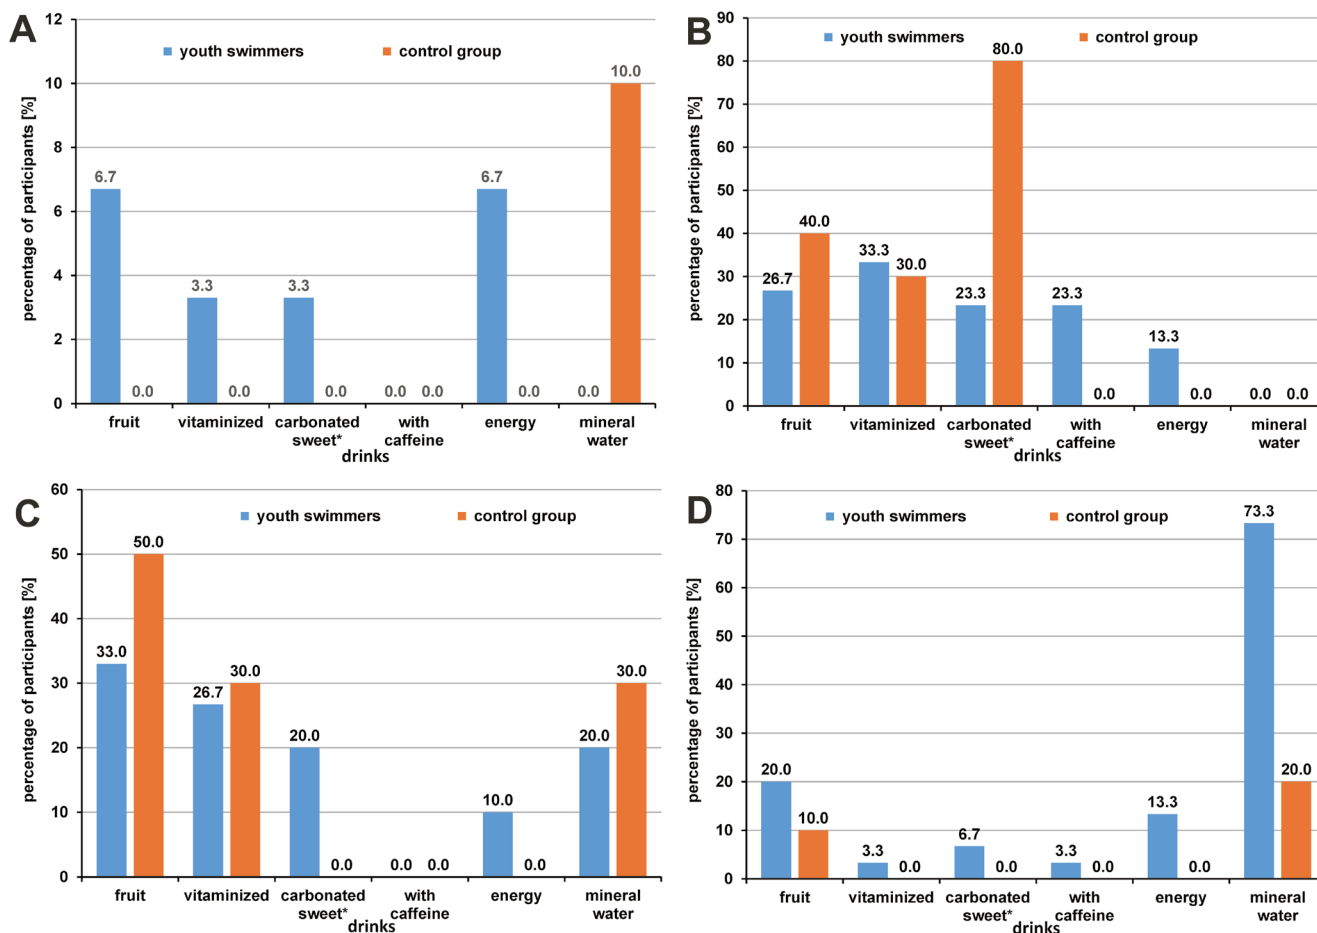 A
youth swimmers
control group
percentage of participants [%]
12
10
8
6
4
2
0
6.7
0.0
3.3
0.0
3.3
0.0
0.0
0.0
6.7
0.0
0.0
10.0
fruit
vitaminized
carbonated sweet*
with caffeine
energy
mineral water
drinks
B
youth swimmers
control group
percentage of participants [%]
90
80
70
60
50
40
30
20
10
0
26.7
40.0
33.3
30.0
23.3
80.0
23.3
0.0
13.3
0.0
0.0
0.0
fruit
vitaminized
carbonated sweet*
with caffeine
energy
mineral water
drinks
C
youth swimmers
control group
percentage of participants [%]
60
50
40
30
20
10
0
33.0
50.0
26.7
30.0
20.0
0.0
0.0
0.0
10.0
0.0
20.0
30.0
fruit
vitaminized
carbonated sweet*
with caffeine
energy
mineral water
drinks
D
youth swimmers
control group
percentage of participants [%]
80
70
60
50
40
30
20
10
0
20.0
10.0
3.3
0.0
6.7
0.0
3.3
0.0
13.3
0.0
73.3
20.0
fruit
vitaminized
carbonated sweet*
with caffeine
energy
mineral water
drinks